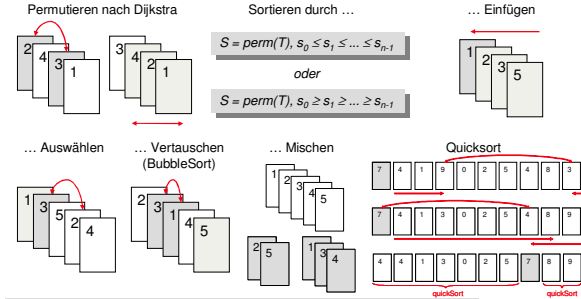 Permutieren nach Dijkstra
2
4
3
1
3
4
2
1
Sortieren durch …
S = perm(T), s0 ≤ s1 ≤ ... ≤ sn-1
oder
S = perm(T), s0 ≥ s1 ≥ ... ≥ sn-1
… Einfügen
1
2
3
5
… Auswählen
1
3
5
2
4
… Vertauschen
(BubbleSort)
2
3
1
4
5
… Mischen
1
2
3
4
5
2
5
1
3
4
Quicksort
7 4 1 9 0 2 5 4 8 3
7 4 1 3 0 2 5 4 8 9
4 4 1 3 0 2 5 7 8 9
quickSort quickSort